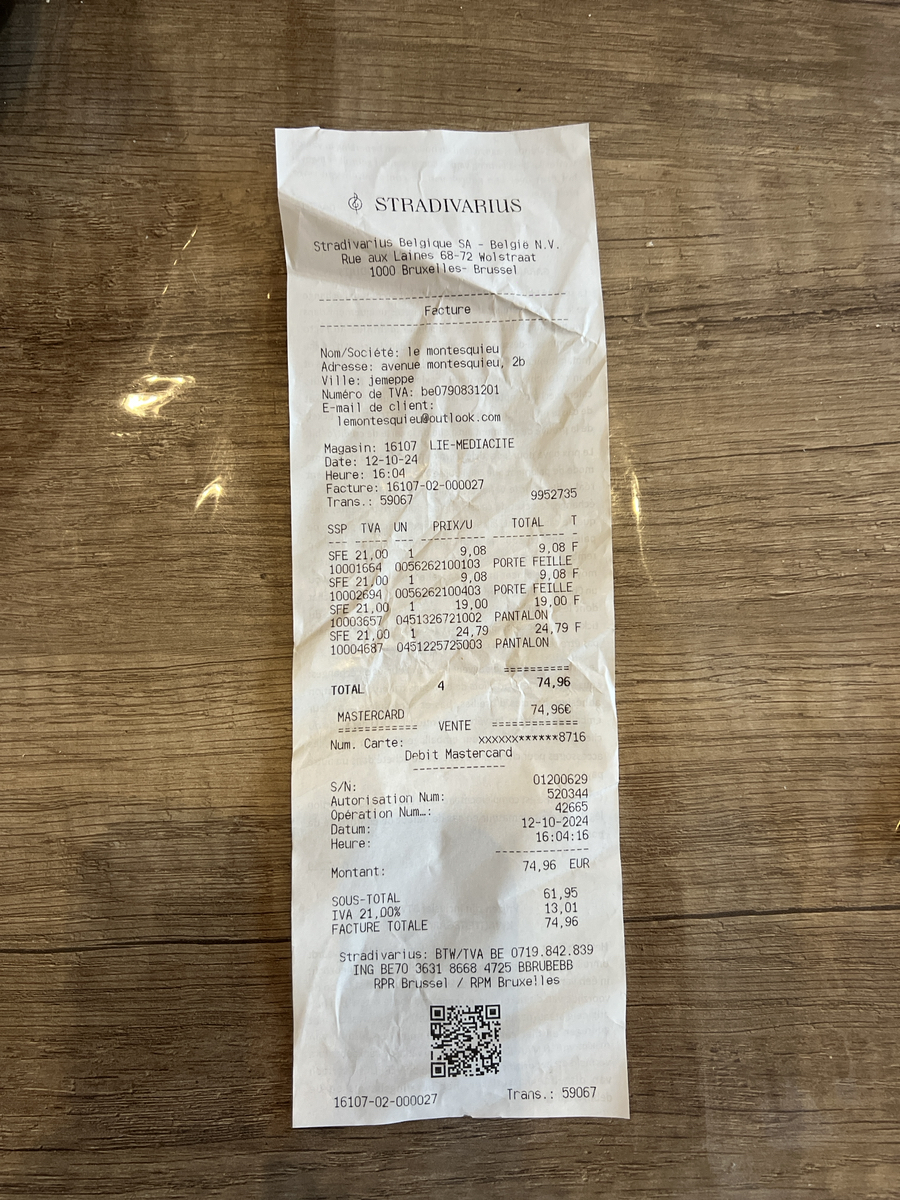 STRADIVARIUS
Stradivarius Belgique SA - België N.V.
Rue aux Laines 68-72 Wolstraat
1000 Bruxelles- Brussel
Facture
Nom/Société: le montesquieu
Adresse: avenue montesquieu, 2b
Ville: jemeppe
Numéro de TVA: be0790831201
E-mail de client:
lemontesquieu@outlook.com
Magasin: 16107 LIE-MEDIACITE
Date: 12-10-24
Heure: 16:04
Facture: 16107-02-000027
Trans.: 59067 9952735
SSP TVA UN PRIX/U TOTAL T
SFE 21,00 1 9,08 9,08 F
10001664 0056262100103 PORTE FEILLE
SFE 21,00 1 9,08 9,08 F
10002694 0056262100403 PORTE FEILLE
SFE 21,00 1 19,00 19,00 F
10003657 0451326721002 PANTALON
SFE 21,00 1 24,79 24,79 F
10004687 0451225725003 PANTALON
==========
TOTAL 4 74,96
MASTERCARD 74,96€
============ VENTE =============
Num. Carte: XXXXXX******8716
Debit Mastercard
--------------
S/N: 01200629
Autorisation Num: 520344
Opération Num…: 42665
Datum: 12-10-2024
Heure: 16:04:16
--------------
Montant: 74,96 EUR
SOUS-TOTAL 61,95
IVA 21,00% 13,01
FACTURE TOTALE 74,96
Stradivarius: BTW/TVA BE 0719.842.839
ING BE70 3631 8668 4725 BBRUBEBB
RPR Brussel / RPM Bruxelles
16107-02-000027 Trans.: 59067